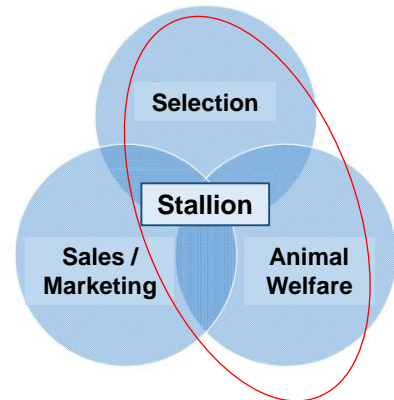 Selection
Stallion
Sales /
Marketing
Animal
Welfare